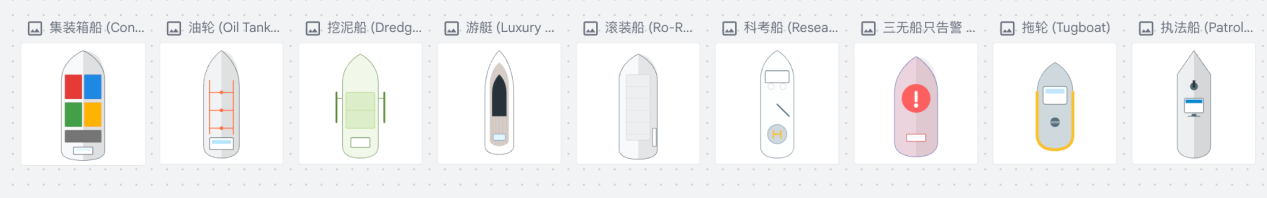 集装箱船 (Con...
油轮 (Oil Tank...
挖泥船 (Dredg...
游艇 (Luxury ...
滚装船 (Ro-R...
科考船 (Resea...
三无船只告警 ...
拖轮 (Tugboat)
执法船 (Patrol...
H